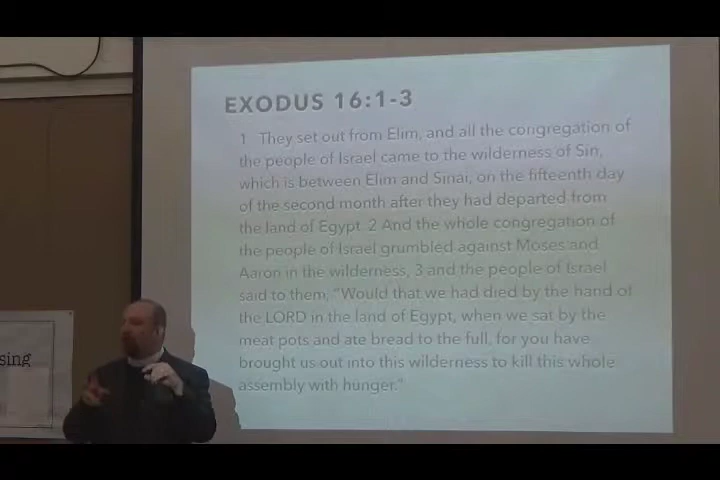 EXODUS 16:1-3
1 They set out from Elim, and all the congregation of
the people of Israel came to the wilderness of Sin,
which is between Elim and Sinai, on the fifteenth day
of the second month after they had departed from
the land of Egypt. 2 And the whole congregation of
the people of Israel grumbled against Moses and
Aaron in the wilderness, 3 and the people of Israel
said to them, "Would that we had died by the hand of
the LORD in the land of Egypt, when we sat by the
meat pots and ate bread to the full, for you have
brought us out into this wilderness to kill this whole
assembly with hunger."
sing